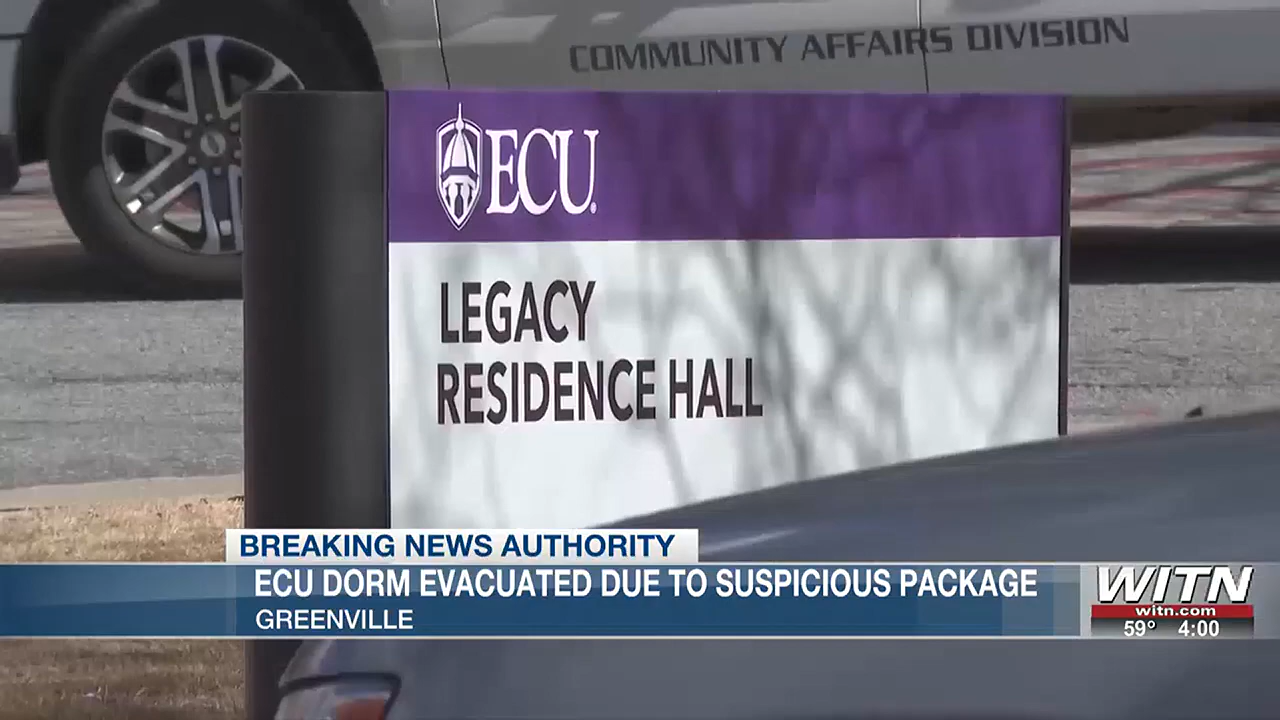 COMMUNITY AFFAIRS DIVISION
ECU
LEGACY
RESIDENCE HALL
BREAKING NEWS AUTHORITY
ECU DORM EVACUATED DUE TO SUSPICIOUS PACKAGE
GREENVILLE
WITN
witn.com
59° 4:00